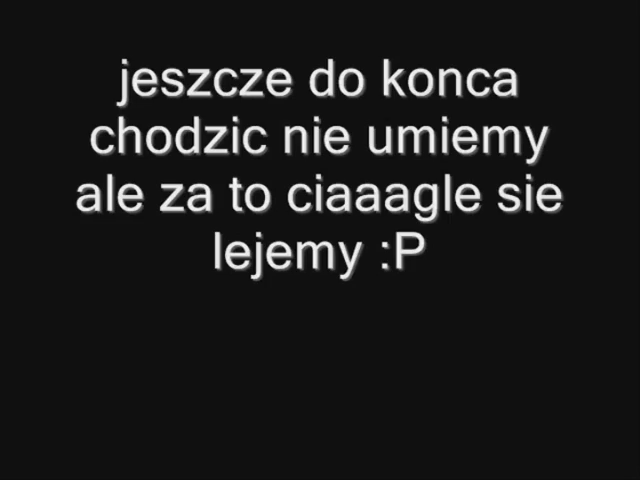 jeszcze do konca
chodzic nie umiemy
ale za to ciaaagle sie
lejemy :P